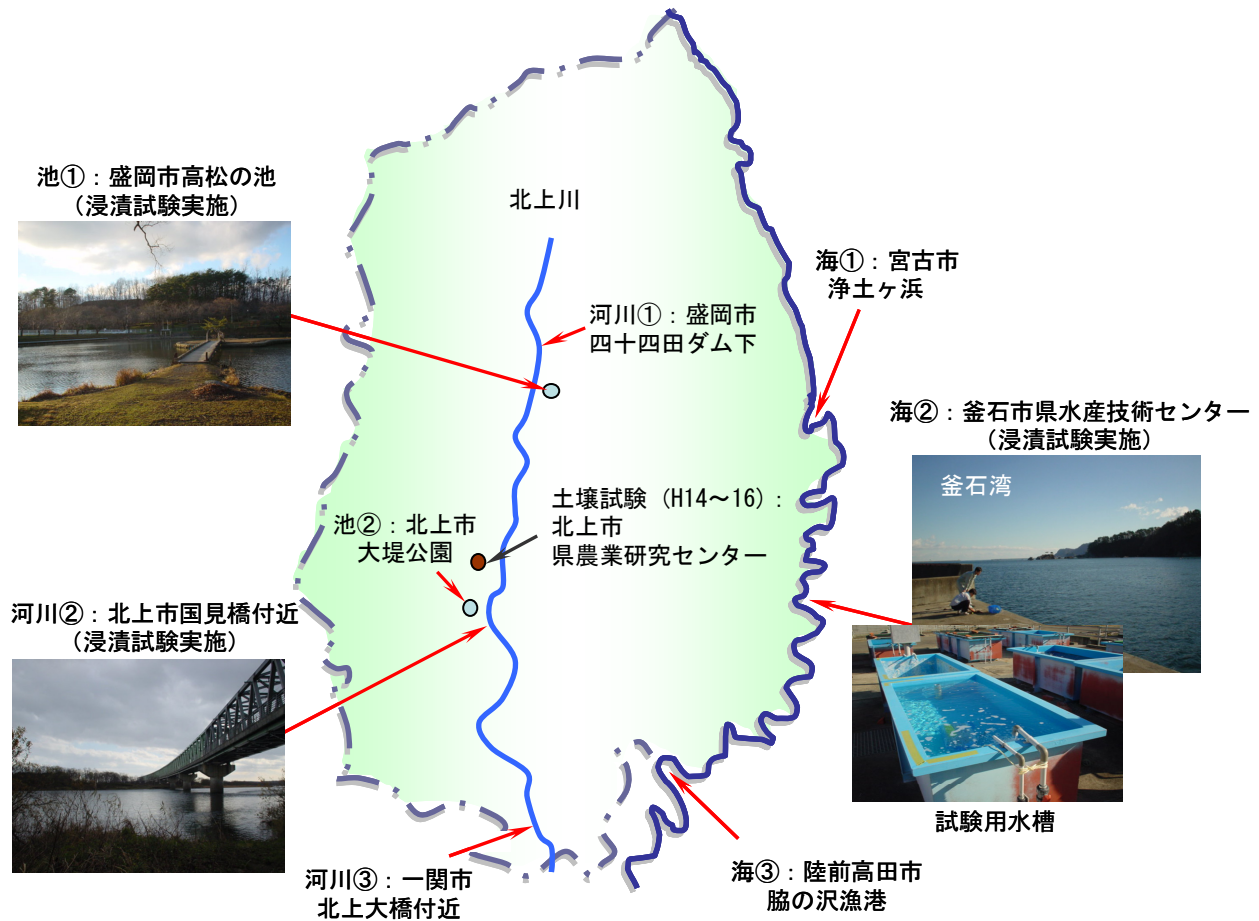 池①：盛岡市高松の池
（浸漬試験実施）
北上川
河川①：盛岡市
四十四田ダム下
海①：宮古市
浄土ヶ浜
海②：釜石市県水産技術センター
（浸漬試験実施）
釜石湾
土壌試験（H14～16）：
北上市
県農業研究センター
池②：北上市
大堤公園
河川②：北上市国見橋付近
（浸漬試験実施）
試験用水槽
河川③：一関市
北上大橋付近
海③：陸前高田市
脇の沢漁港